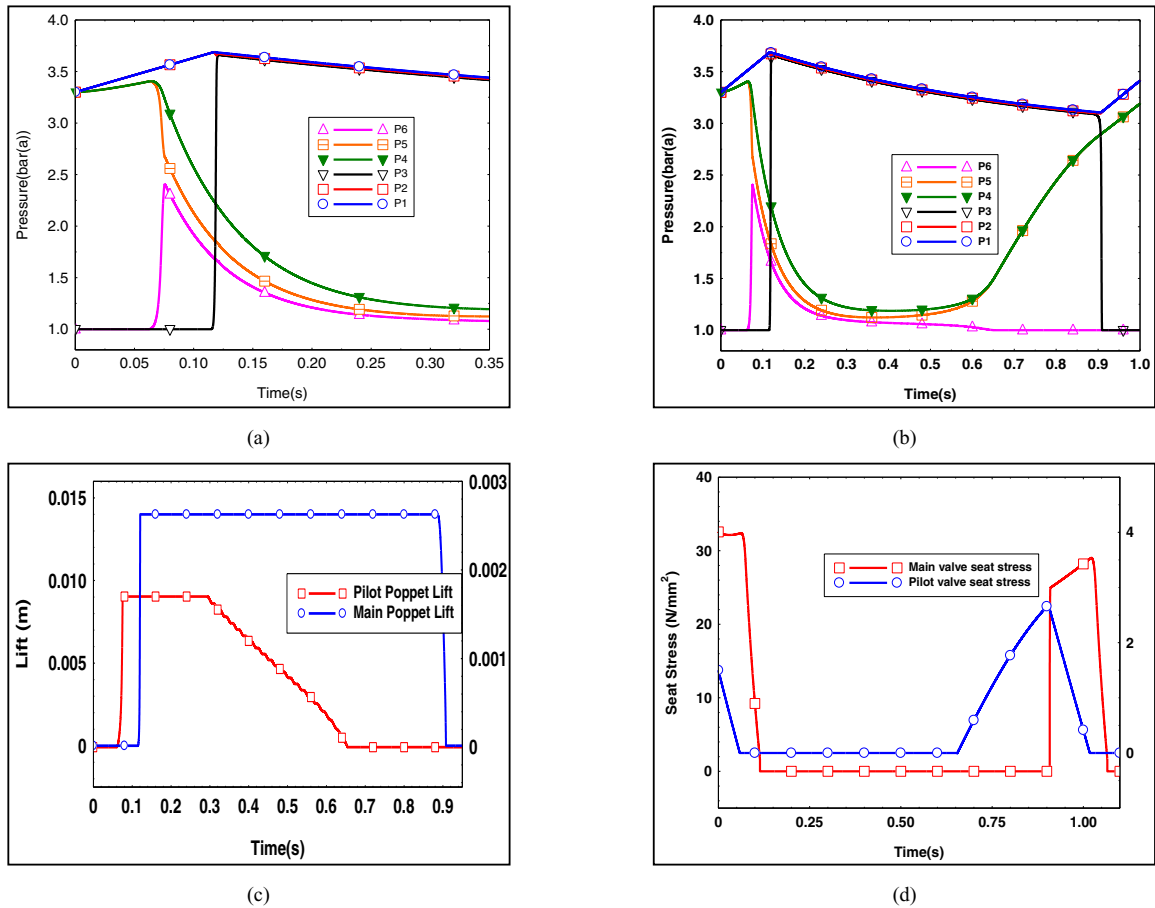 4.0
3.5
3.0
2.5
2.0
1.5
1.0
Pressure(bar(a))
P6
P5
P4
P3
P2
P1
0 0.05 0.10 0.15 0.20 0.25 0.30 0.35
Time(s)
(a)
4.0
3.5
3.0
2.5
2.0
1.5
1.0
Pressure(bar(a))
P6
P5
P4
P3
P2
P1
0 0.1 0.2 0.3 0.4 0.5 0.6 0.7 0.8 0.9 1.0
Time(s)
(b)
0.015
0.010
0.005
0
Lift (m)
Pilot Poppet Lift
Main Poppet Lift
0.003
0.002
0.001
0
0 0.1 0.2 0.3 0.4 0.5 0.6 0.7 0.8 0.9
Time(s)
(c)
40
30
20
10
0
Seat Stress (N/mm²)
Main valve seat stress
Pilot valve seat stress
4
2
0
0 0.25 0.50 0.75 1.00
Time(s)
(d)